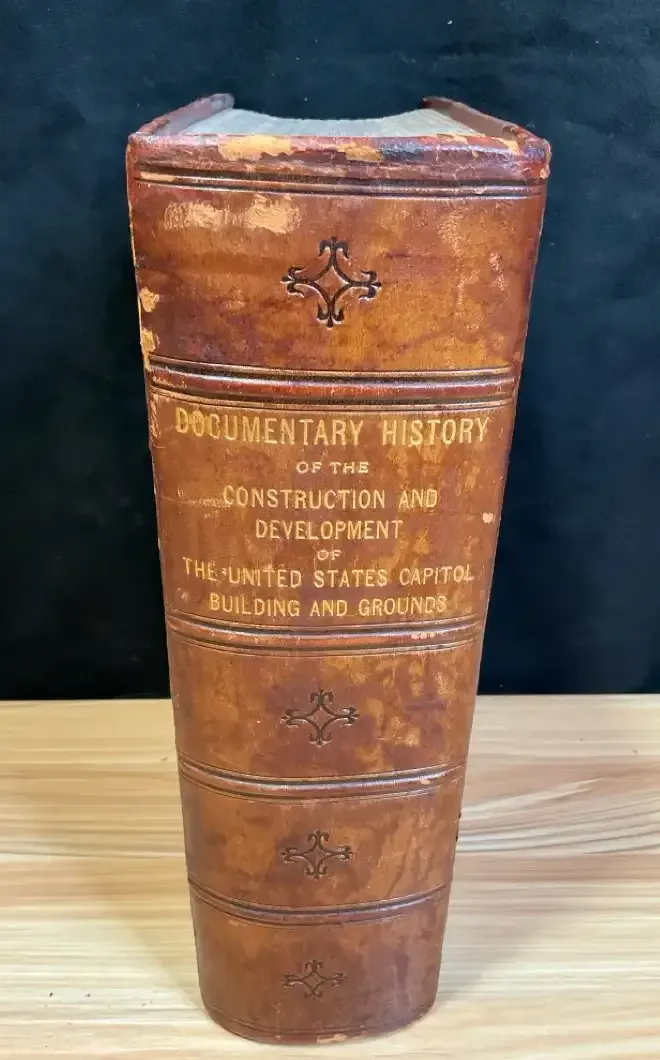 DOCUMENTARY HISTORY
OF THE
CONSTRUCTION AND
DEVELOPMENT
OF
THE UNITED STATES CAPITOL
BUILDING AND GROUNDS